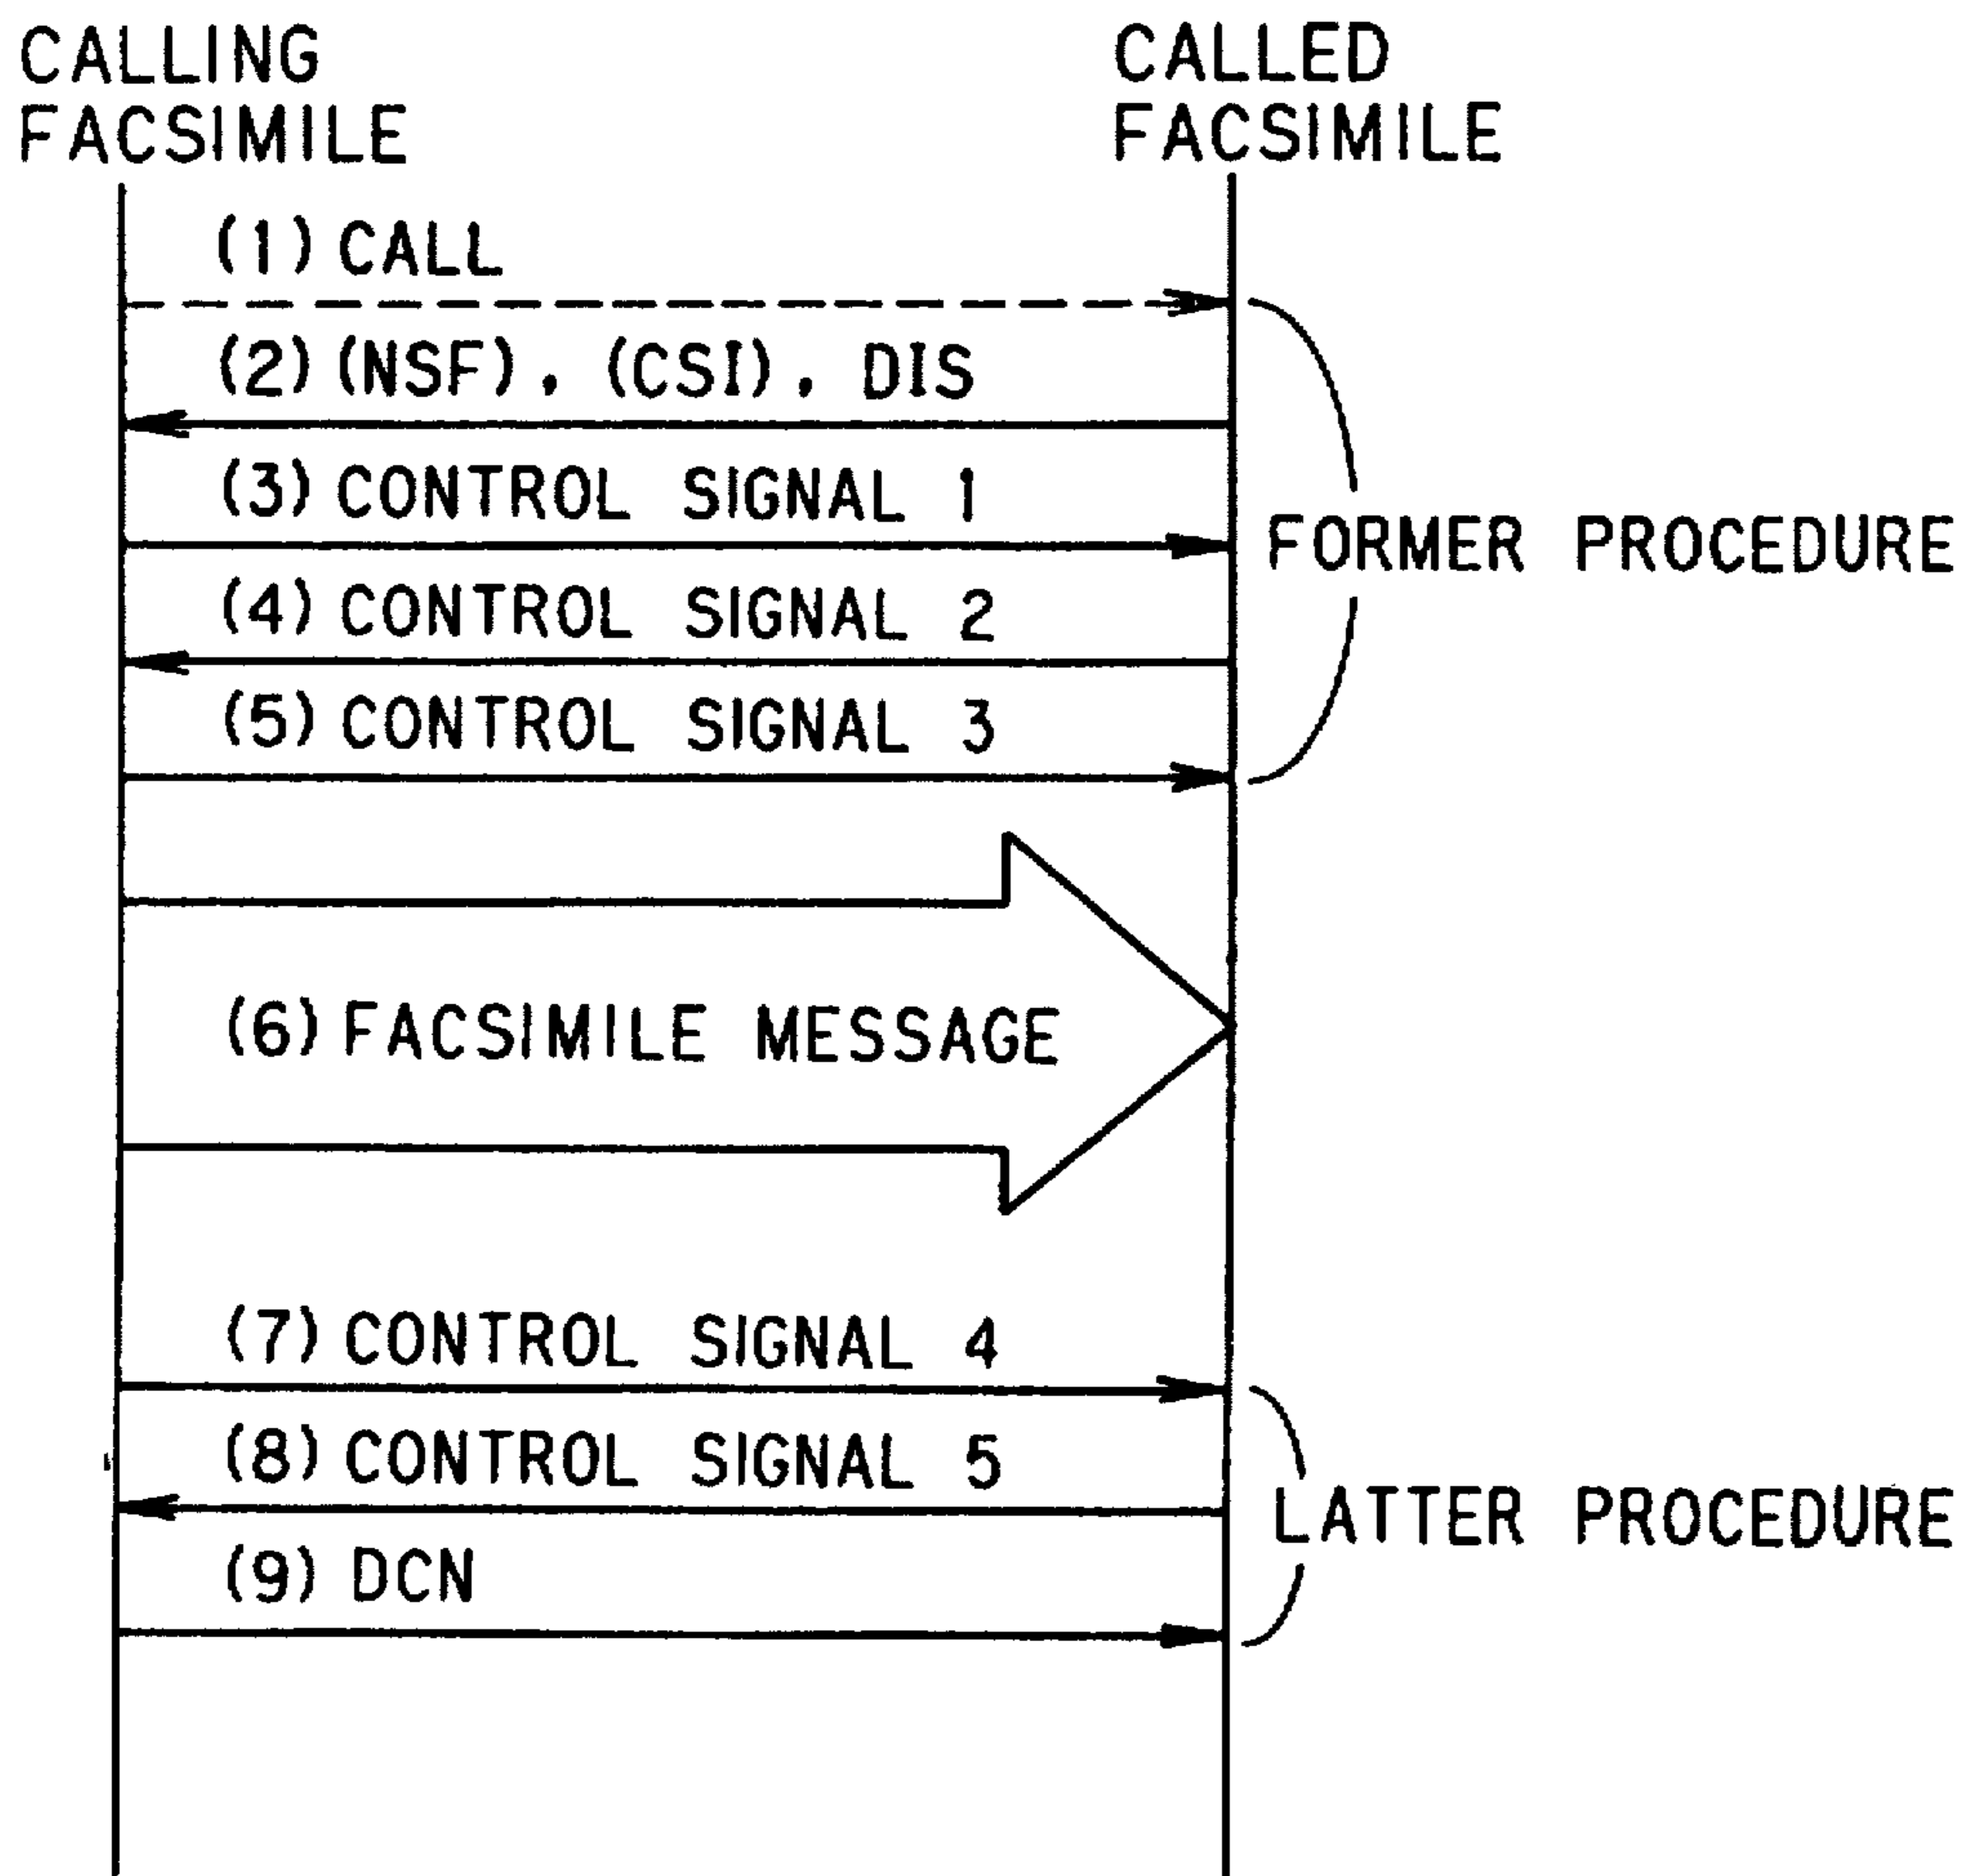 CALLING
FACSIMILE
CALLED
FACSIMILE
(1) CALL
(2) (NSF), (CSI), DIS
(3) CONTROL SIGNAL 1
FORMER PROCEDURE
(4) CONTROL SIGNAL 2
(5) CONTROL SIGNAL 3
(6) FACSIMILE MESSAGE
(7) CONTROL SIGNAL 4
(8) CONTROL SIGNAL 5
LATTER PROCEDURE
(9) DCN